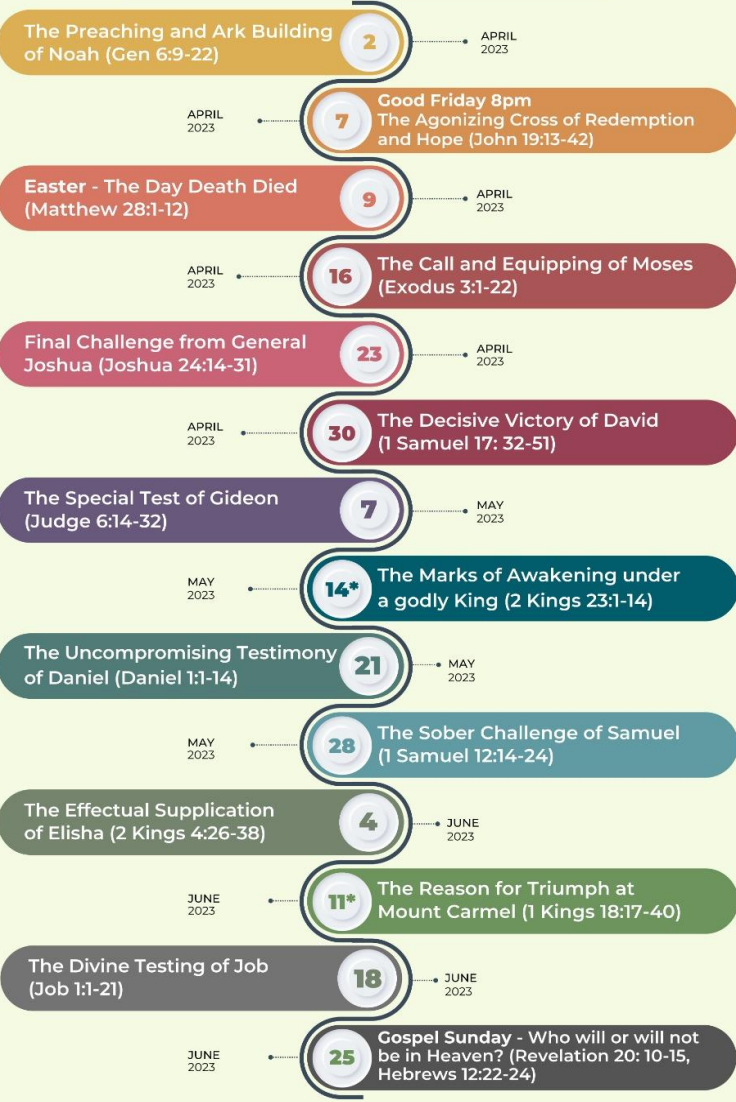 The Preaching and Ark Building
of Noah (Gen 6:9-22)
2
APRIL
2023
APRIL
2023
7
Good Friday 8pm
The Agonizing Cross of Redemption
and Hope (John 19:13-42)
Easter - The Day Death Died
(Matthew 28:1-12)
9
APRIL
2023
APRIL
2023
16
The Call and Equipping of Moses
(Exodus 3:1-22)
Final Challenge from General
Joshua (Joshua 24:14-31)
23
APRIL
2023
APRIL
2023
30
The Decisive Victory of David
(1 Samuel 17: 32-51)
The Special Test of Gideon
(Judge 6:14-32)
7
MAY
2023
MAY
2023
14*
The Marks of Awakening under
a godly King (2 Kings 23:1-14)
The Uncompromising Testimony
of Daniel (Daniel 1:1-14)
21
MAY
2023
MAY
2023
28
The Sober Challenge of Samuel
(1 Samuel 12:14-24)
The Effectual Supplication
of Elisha (2 Kings 4:26-38)
4
JUNE
2023
JUNE
2023
11*
The Reason for Triumph at
Mount Carmel (1 Kings 18:17-40)
The Divine Testing of Job
(Job 1:1-21)
18
JUNE
2023
JUNE
2023
25
Gospel Sunday - Who will or will not
be in Heaven? (Revelation 20: 10-15,
Hebrews 12:22-24)